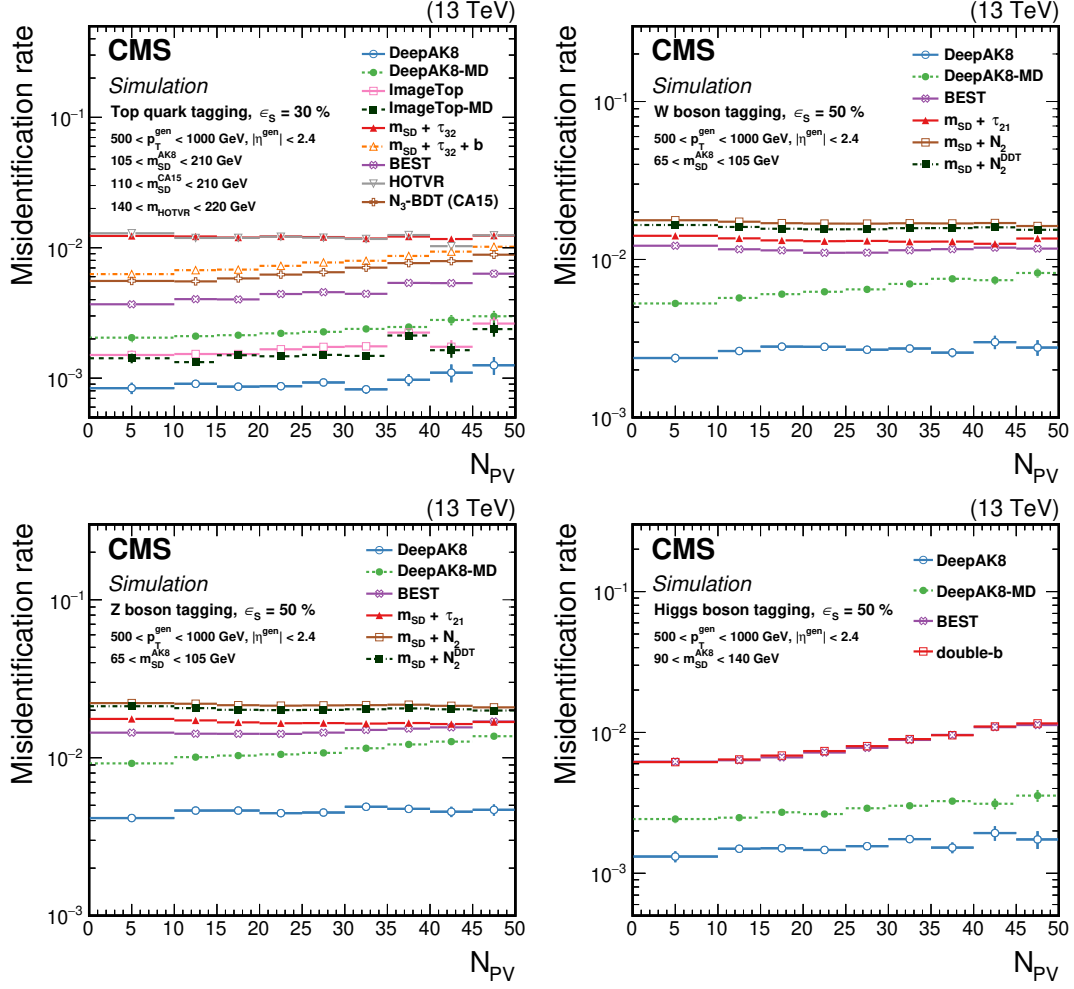 (13 TeV)
Misidentification rate
CMS
Simulation
Top quark tagging, ε_S = 30 %
500 < p_T^gen < 1000 GeV, |η^gen| < 2.4
105 < m_SD^AK8 < 210 GeV
110 < m_SD^CA15 < 210 GeV
140 < m_HOTVR < 220 GeV
DeepAK8
DeepAK8-MD
ImageTop
ImageTop-MD
m_SD + τ_32
m_SD + τ_32 + b
BEST
HOTVR
N_3-BDT (CA15)
10^−1
10^−2
10^−3
0 5 10 15 20 25 30 35 40 45 50
N_PV
(13 TeV)
Misidentification rate
CMS
Simulation
W boson tagging, ε_S = 50%
500 < p_T^gen < 1000 GeV, |η^gen| < 2.4
65 < m_SD^AK8 < 105 GeV
DeepAK8
DeepAK8-MD
BEST
m_SD + τ_21
m_SD + N_2
m_SD + N_2^DDT
10^−1
10^−2
10^−3
0 5 10 15 20 25 30 35 40 45 50
N_PV
(13 TeV)
Misidentification rate
CMS
Simulation
Z boson tagging, ε_S = 50 %
500 < p_T^gen < 1000 GeV, |η^gen| < 2.4
65 < m_SD^AK8 < 105 GeV
DeepAK8
DeepAK8-MD
BEST
m_SD + τ_21
m_SD + N_2
m_SD + N_2^DDT
10^−1
10^−2
10^−3
0 5 10 15 20 25 30 35 40 45 50
N_PV
(13 TeV)
Misidentification rate
CMS
Simulation
Higgs boson tagging, ε_S = 50 %
500 < p_T^gen < 1000 GeV, |η^gen| < 2.4
90 < m_SD^AK8 < 140 GeV
DeepAK8
DeepAK8-MD
BEST
double-b
10^−1
10^−2
10^−3
0 5 10 15 20 25 30 35 40 45 50
N_PV